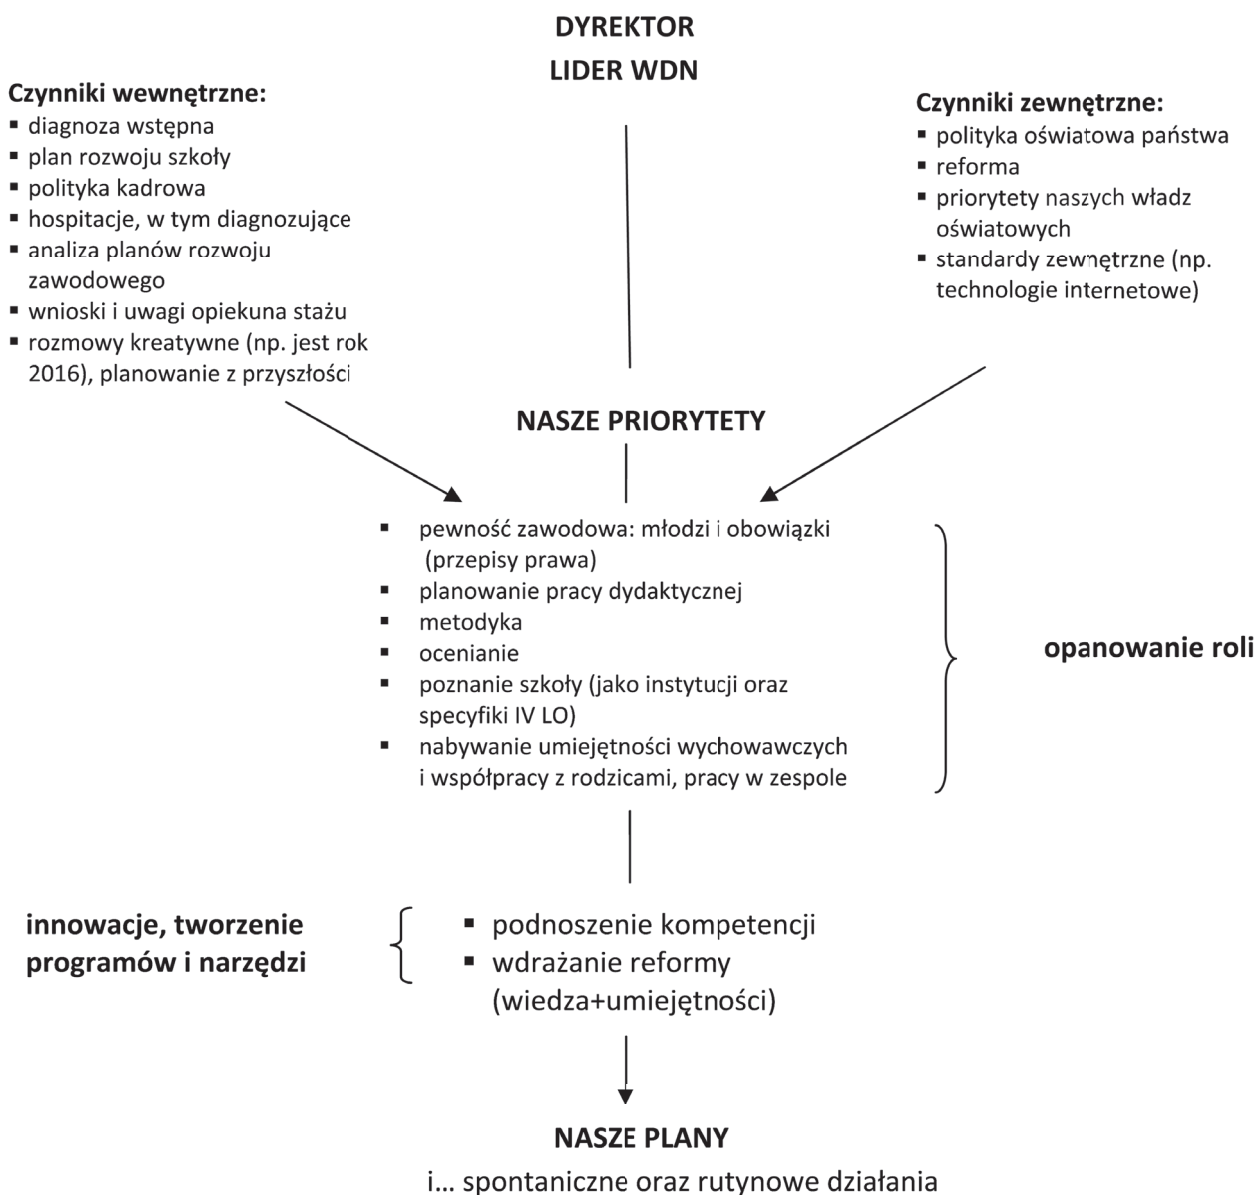 DYREKTOR
LIDER WDN
Czynniki wewnętrzne:
▪ diagnoza wstępna
▪ plan rozwoju szkoły
▪ polityka kadrowa
▪ hospitacje, w tym diagnozujące
▪ analiza planów rozwoju
zawodowego
▪ wnioski i uwagi opiekuna stażu
▪ rozmowy kreatywne (np. jest rok
2016), planowanie z przyszłości
Czynniki zewnętrzne:
▪ polityka oświatowa państwa
▪ reforma
▪ priorytety naszych władz
oświatowych
▪ standardy zewnętrzne (np.
technologie internetowe)
NASZE PRIORYTETY
▪ pewność zawodowa: młodzi i obowiązki
(przepisy prawa)
▪ planowanie pracy dydaktycznej
▪ metodyka
▪ ocenianie
▪ poznanie szkoły (jako instytucji oraz
specyfiki IV LO)
▪ nabywanie umiejętności wychowawczych
i współpracy z rodzicami, pracy w zespole
opanowanie roli
innowacje, tworzenie
programów i narzędzi
▪ podnoszenie kompetencji
▪ wdrażanie reformy
(wiedza+umiejętności)
NASZE PLANY
i... spontaniczne oraz rutynowe działania